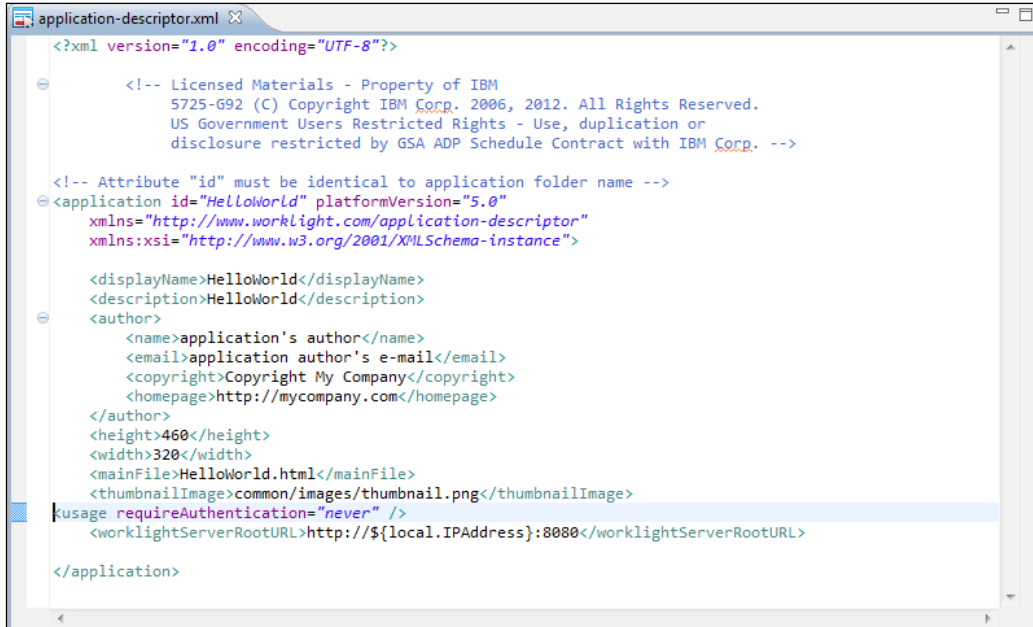 application-descriptor.xml
<?xml version="1.0" encoding="UTF-8"?>
<!-- Licensed Materials - Property of IBM
5725-G92 (C) Copyright IBM Corp. 2006, 2012. All Rights Reserved.
US Government Users Restricted Rights - Use, duplication or
disclosure restricted by GSA ADP Schedule Contract with IBM Corp. -->
<!-- Attribute "id" must be identical to application folder name -->
<application id="HelloWorld" platformVersion="5.0"
xmlns="http://www.worklight.com/application-descriptor"
xmlns:xsi="http://www.w3.org/2001/XMLSchema-instance">
<displayName>HelloWorld</displayName>
<description>HelloWorld</description>
<author>
<name>application's author</name>
<email>application author's e-mail</email>
<copyright>Copyright My Company</copyright>
<homepage>http://mycompany.com</homepage>
</author>
<height>460</height>
<width>320</width>
<mainFile>HelloWorld.html</mainFile>
<thumbnailImage>common/images/thumbnail.png</thumbnailImage>
<usage requireAuthentication="never" />
<worklightServerRootURL>http://${local.IPAddress}:8080</worklightServerRootURL>
</application>